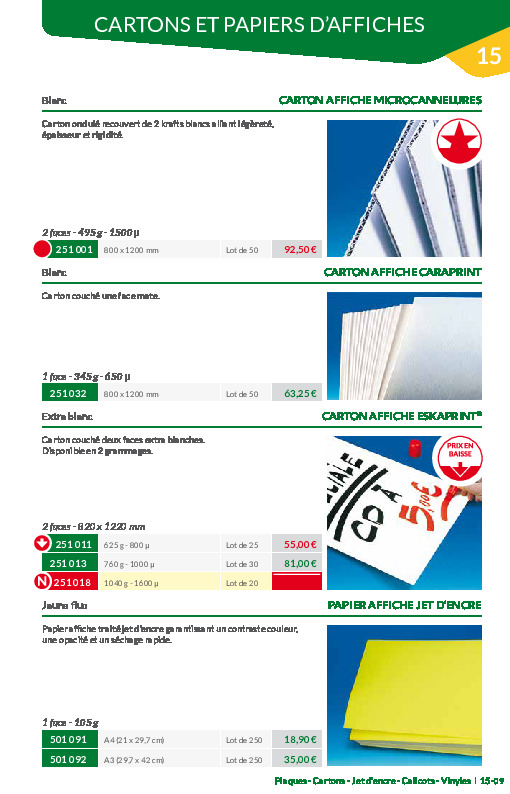 CARTONS ET PAPIERS D'AFFICHES
15
Blanc
CARTON AFFICHE MICROCANNELURES
Carton ondulé recouvert de 2 krafts blancs alliant légèreté,
épaisseur et rigidité.
2 faces - 495 g - 1500 µ
251 001 800 x 1200 mm Lot de 50 92,50 €
Blanc
CARTON AFFICHE CARAPRINT
Carton couché une face mate.
1 face - 345 g - 650 µ
251 032 800 x 1200 mm Lot de 50 63,25 €
Extra blanc
CARTON AFFICHE ESKAPRINT®
Carton couché deux faces extra blanches.
Disponible en 2 grammages.
PRIX EN
BAISSE
CD A
5,00€
2 faces - 820 x 1220 mm
251 011 625 g - 800 µ Lot de 25 55,00 €
251 013 760 g - 1000 µ Lot de 30 81,00 €
N 251 018 1040 g - 1600 µ Lot de 20
Jaune fluo
PAPIER AFFICHE JET D'ENCRE
Papier affiche traité jet d'encre garantissant un contraste couleur,
une opacité et un séchage rapide.
1 face - 105 g
501 091 A4 (21 x 29,7 cm) Lot de 250 18,90 €
501 092 A3 (29,7 x 42 cm) Lot de 250 35,00 €
Plaques - Cartons - Jet d'encre - Calicots - Vinyles | 15-09